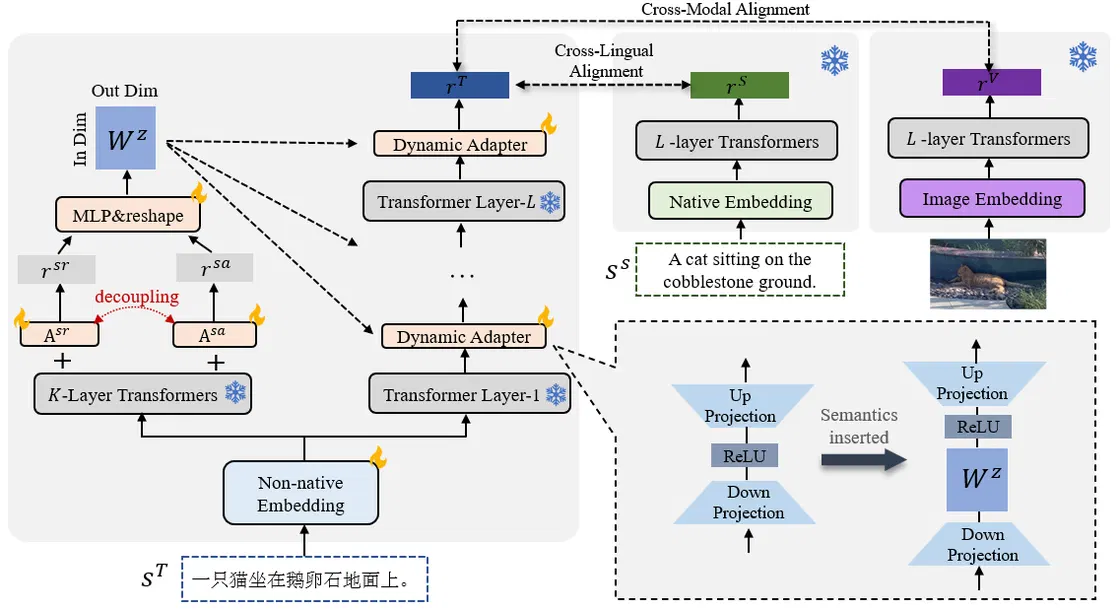 Cross-Modal Alignment
Cross-Lingual
Alignment
Out Dim
In Dim
W^z
r^T
r^S
r^V
Dynamic Adapter
L -layer Transformers
L -layer Transformers
MLP&reshape
Transformer Layer-L
Native Embedding
Image Embedding
r^sr
r^sa
...
s^s
A cat sitting on the
cobblestone ground.
decoupling
A^sr
A^sa
Dynamic Adapter
+
+
K-Layer Transformers
Transformer Layer-1
Non-native
Embedding
s^T
一只猫坐在鹅卵石地面上。
Up
Projection
ReLU
Down
Projection
Semantics
inserted
Up
Projection
ReLU
W^z
Down
Projection